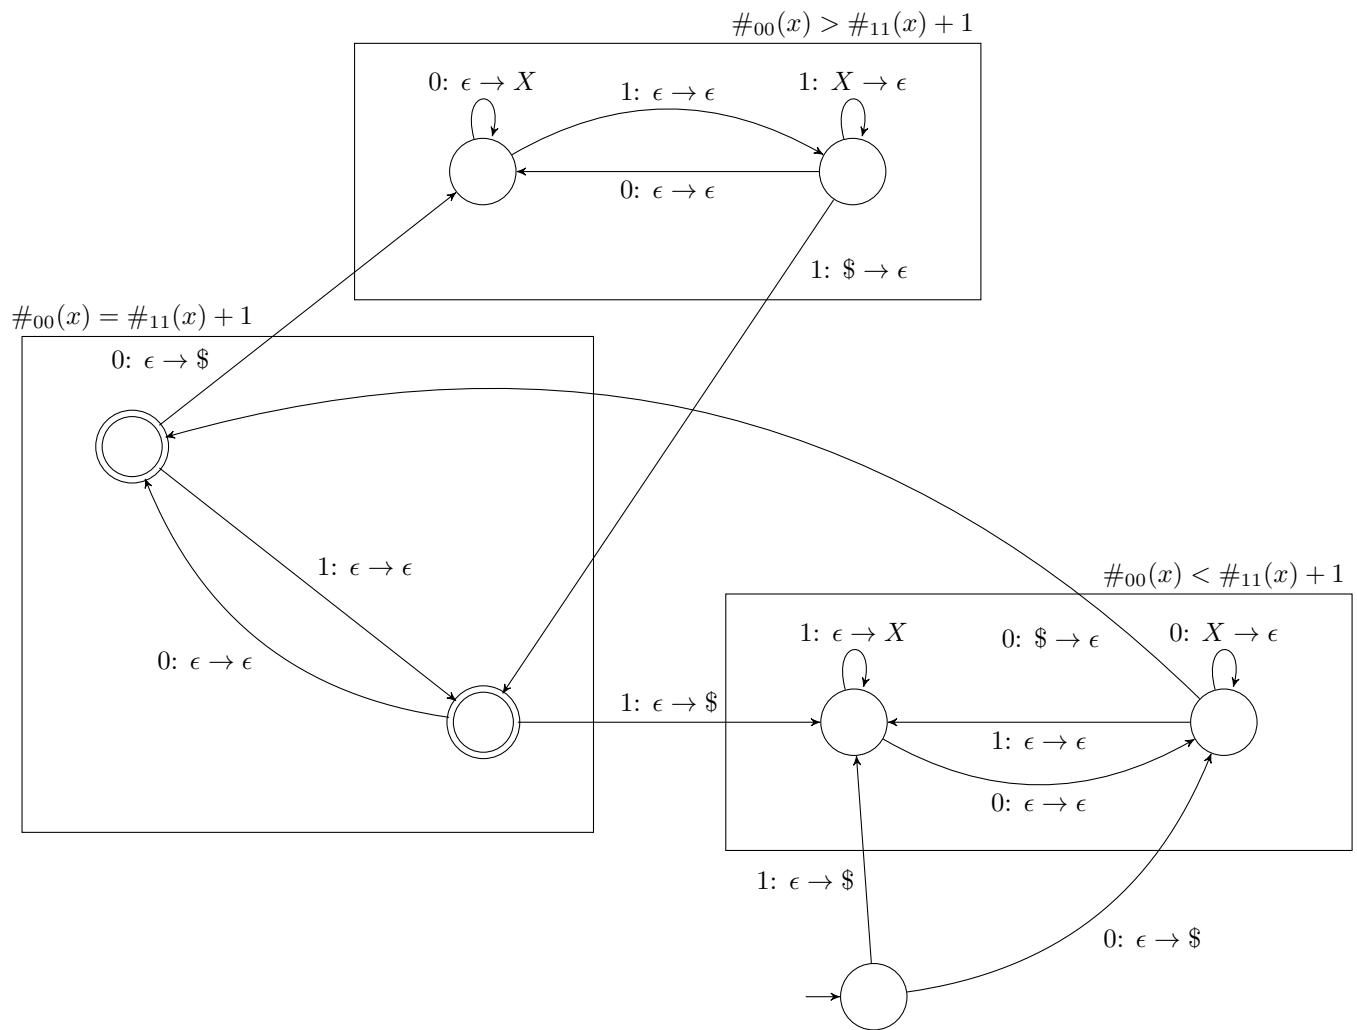 #₀₀(x) > #₁₁(x) + 1
0: ϵ → X
1: ϵ → ϵ
1: X → ϵ
0: ϵ → ϵ
1: $ → ϵ
#₀₀(x) = #₁₁(x) + 1
0: ϵ → $
1: ϵ → ϵ
0: ϵ → ϵ
#₀₀(x) < #₁₁(x) + 1
1: ϵ → X
0: $ → ϵ
0: X → ϵ
1: ϵ → $
1: ϵ → ϵ
0: ϵ → ϵ
1: ϵ → $
0: ϵ → $